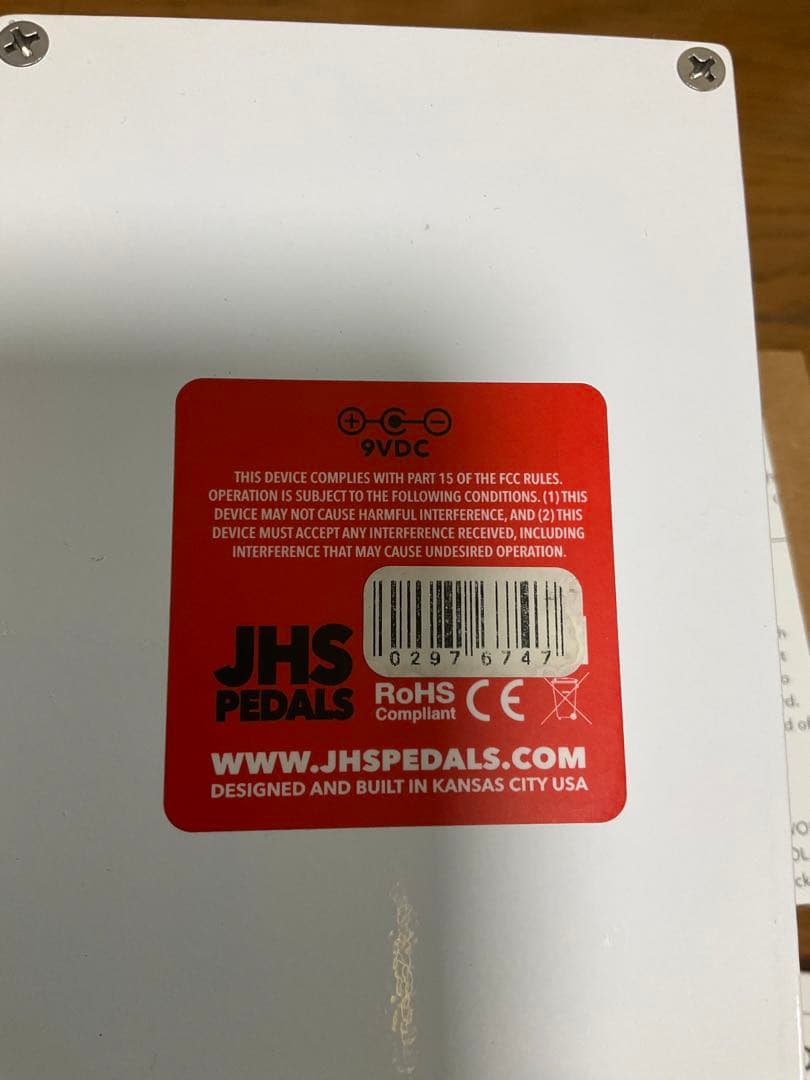 9VDC
THIS DEVICE COMPLIES WITH PART 15 OF THE FCC RULES.
OPERATION IS SUBJECT TO THE FOLLOWING CONDITIONS. (1) THIS
DEVICE MAY NOT CAUSE HARMFUL INTERFERENCE, AND (2) THIS
DEVICE MUST ACCEPT ANY INTERFERENCE RECEIVED, INCLUDING
INTERFERENCE THAT MAY CAUSE UNDESIRED OPERATION.
0297 6747
JHS
PEDALS
RoHS
Compliant
CE
WWW.JHSPEDALS.COM
DESIGNED AND BUILT IN KANSAS CITY USA